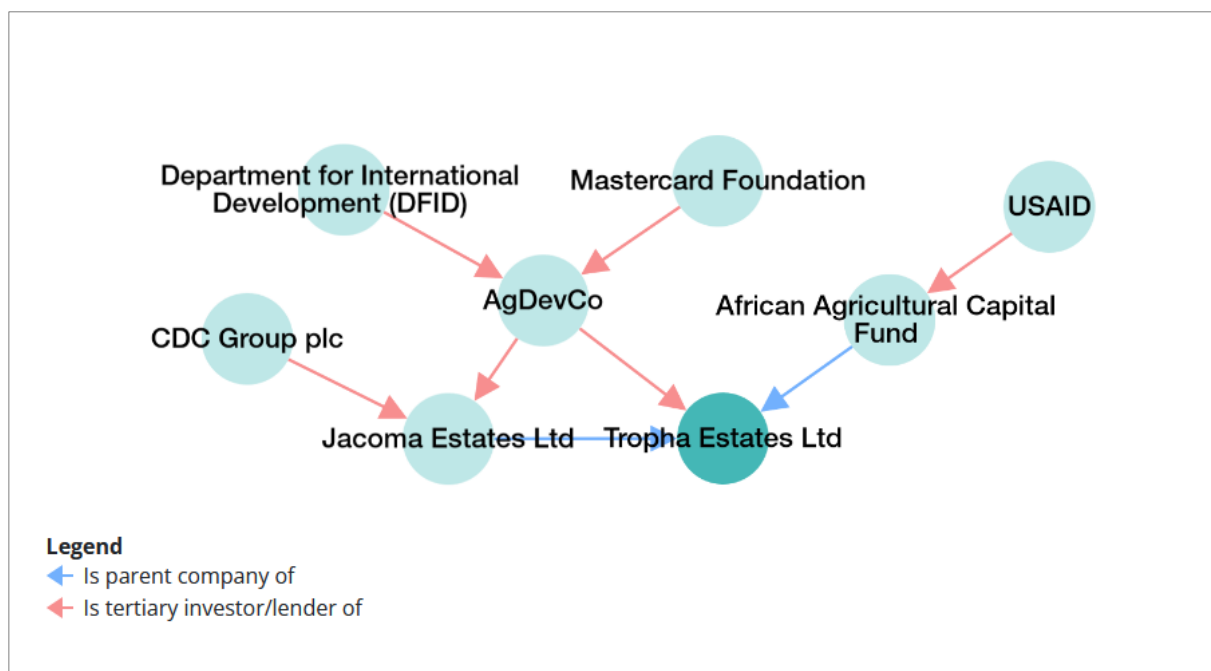 Department for International
Development (DFID)
Mastercard Foundation
USAID
AgDevCo
African Agricultural Capital
Fund
CDC Group plc
Jacoma Estates Ltd
Tropha Estates Ltd
Legend
Is parent company of
Is tertiary investor/lender of